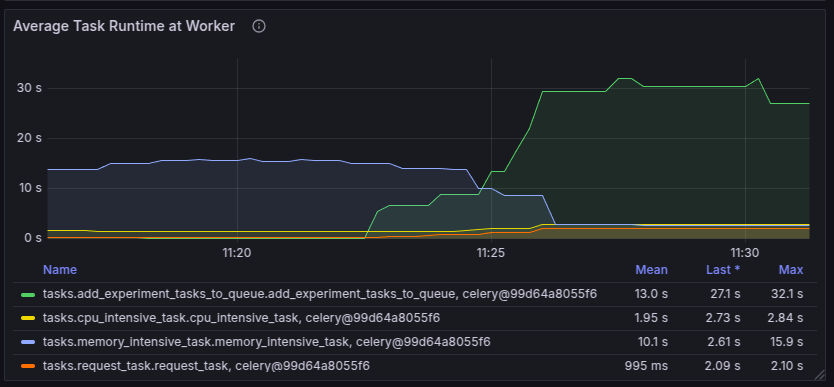 Average Task Runtime at Worker
30 s
20 s
10 s
0 s
11:20 11:25 11:30
Name Mean Last * Max
tasks.add_experiment_tasks_to_queue.add_experiment_tasks_to_queue, celery@99d64a8055f6 13.0 s 27.1 s 32.1 s
tasks.cpu_intensive_task.cpu_intensive_task, celery@99d64a8055f6 1.95 s 2.73 s 2.84 s
tasks.memory_intensive_task.memory_intensive_task, celery@99d64a8055f6 10.1 s 2.61 s 15.9 s
tasks.request_task.request_task, celery@99d64a8055f6 995 ms 2.09 s 2.10 s